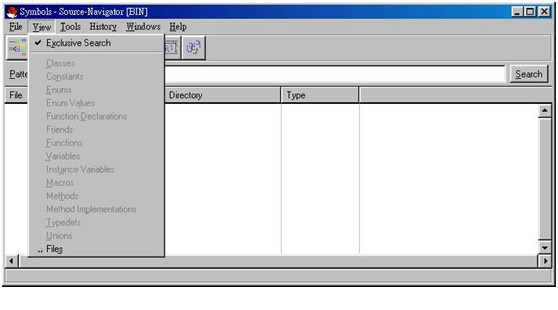 Symbols - Source-Navigator [BIN]
File View Tools History Windows Help
Exclusive Search
Search
File Directory Type
Classes
Constants
Enums
Enum Values
Function Declarations
Friends
Functions
Variables
Instance Variables
Macros
Methods
Method Implementations
Typedefs
Unions
.. Files